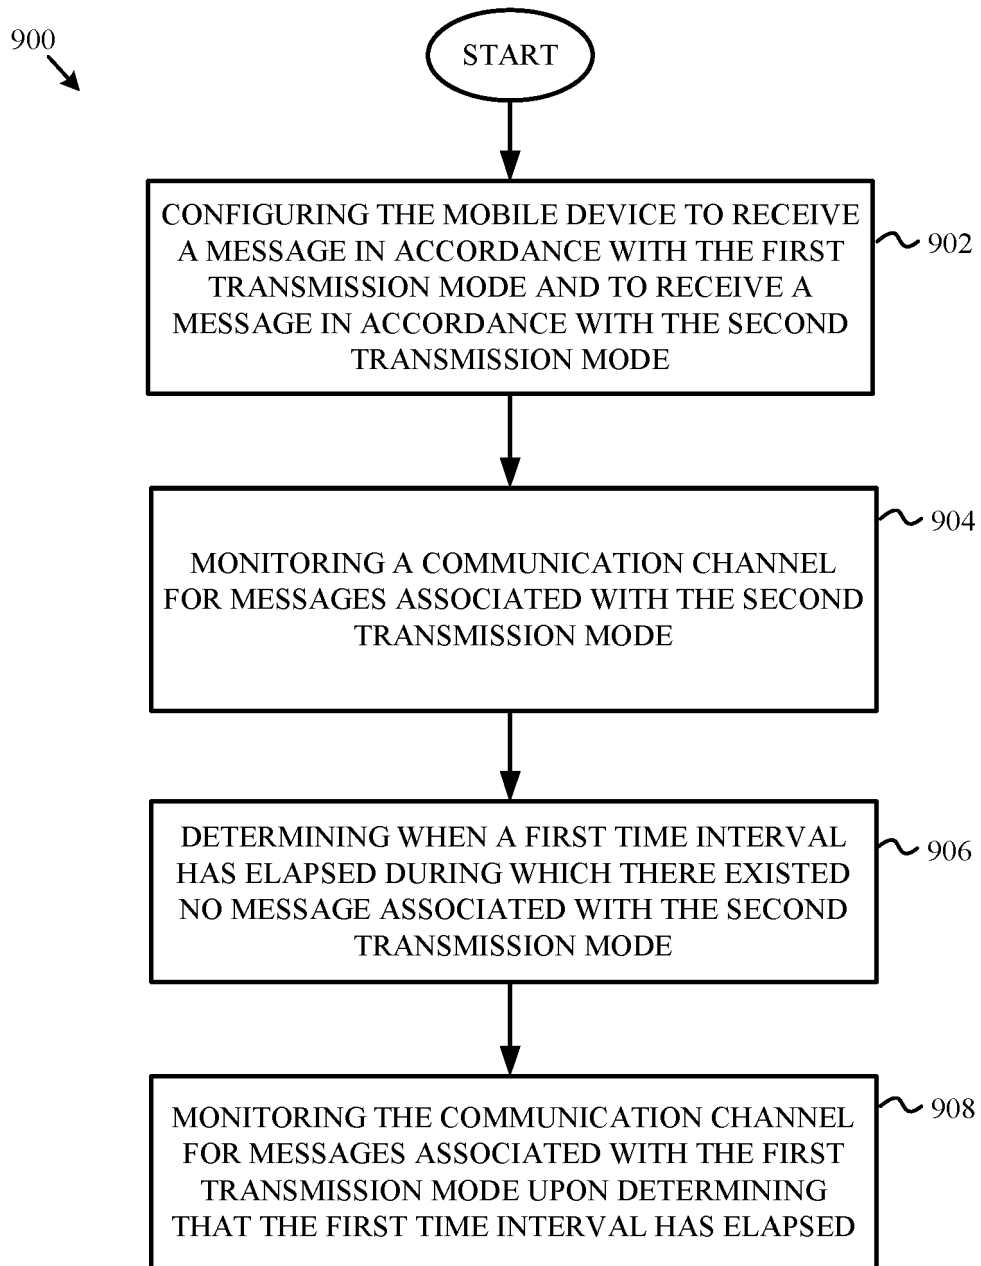 900
START
CONFIGURING THE MOBILE DEVICE TO RECEIVE
A MESSAGE IN ACCORDANCE WITH THE FIRST
TRANSMISSION MODE AND TO RECEIVE A
MESSAGE IN ACCORDANCE WITH THE SECOND
TRANSMISSION MODE
902
MONITORING A COMMUNICATION CHANNEL
FOR MESSAGES ASSOCIATED WITH THE SECOND
TRANSMISSION MODE
904
DETERMINING WHEN A FIRST TIME INTERVAL
HAS ELAPSED DURING WHICH THERE EXISTED
NO MESSAGE ASSOCIATED WITH THE SECOND
TRANSMISSION MODE
906
MONITORING THE COMMUNICATION CHANNEL
FOR MESSAGES ASSOCIATED WITH THE FIRST
TRANSMISSION MODE UPON DETERMINING
THAT THE FIRST TIME INTERVAL HAS ELAPSED
908